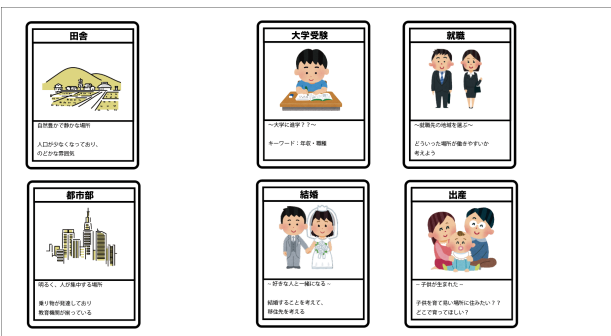 田舎
自然豊かで静かな場所
人口が少なくなっており、
のどかな雰囲気
大学受験
～大学に進学？？～
キーワード：年収・職種
就職
～就職先の地域を選ぶ～
どういった場所が働きやすいか
考えよう
都市部
明るく、人が集中する場所
乗り物が発達しており
教育機関が揃っている
結婚
－好きな人と一緒になる－
結婚することを考えて、
移住先を考える
出産
－子供が生まれた－
子供を育て易い場所に住みたい？？
どこで育ってほしい？